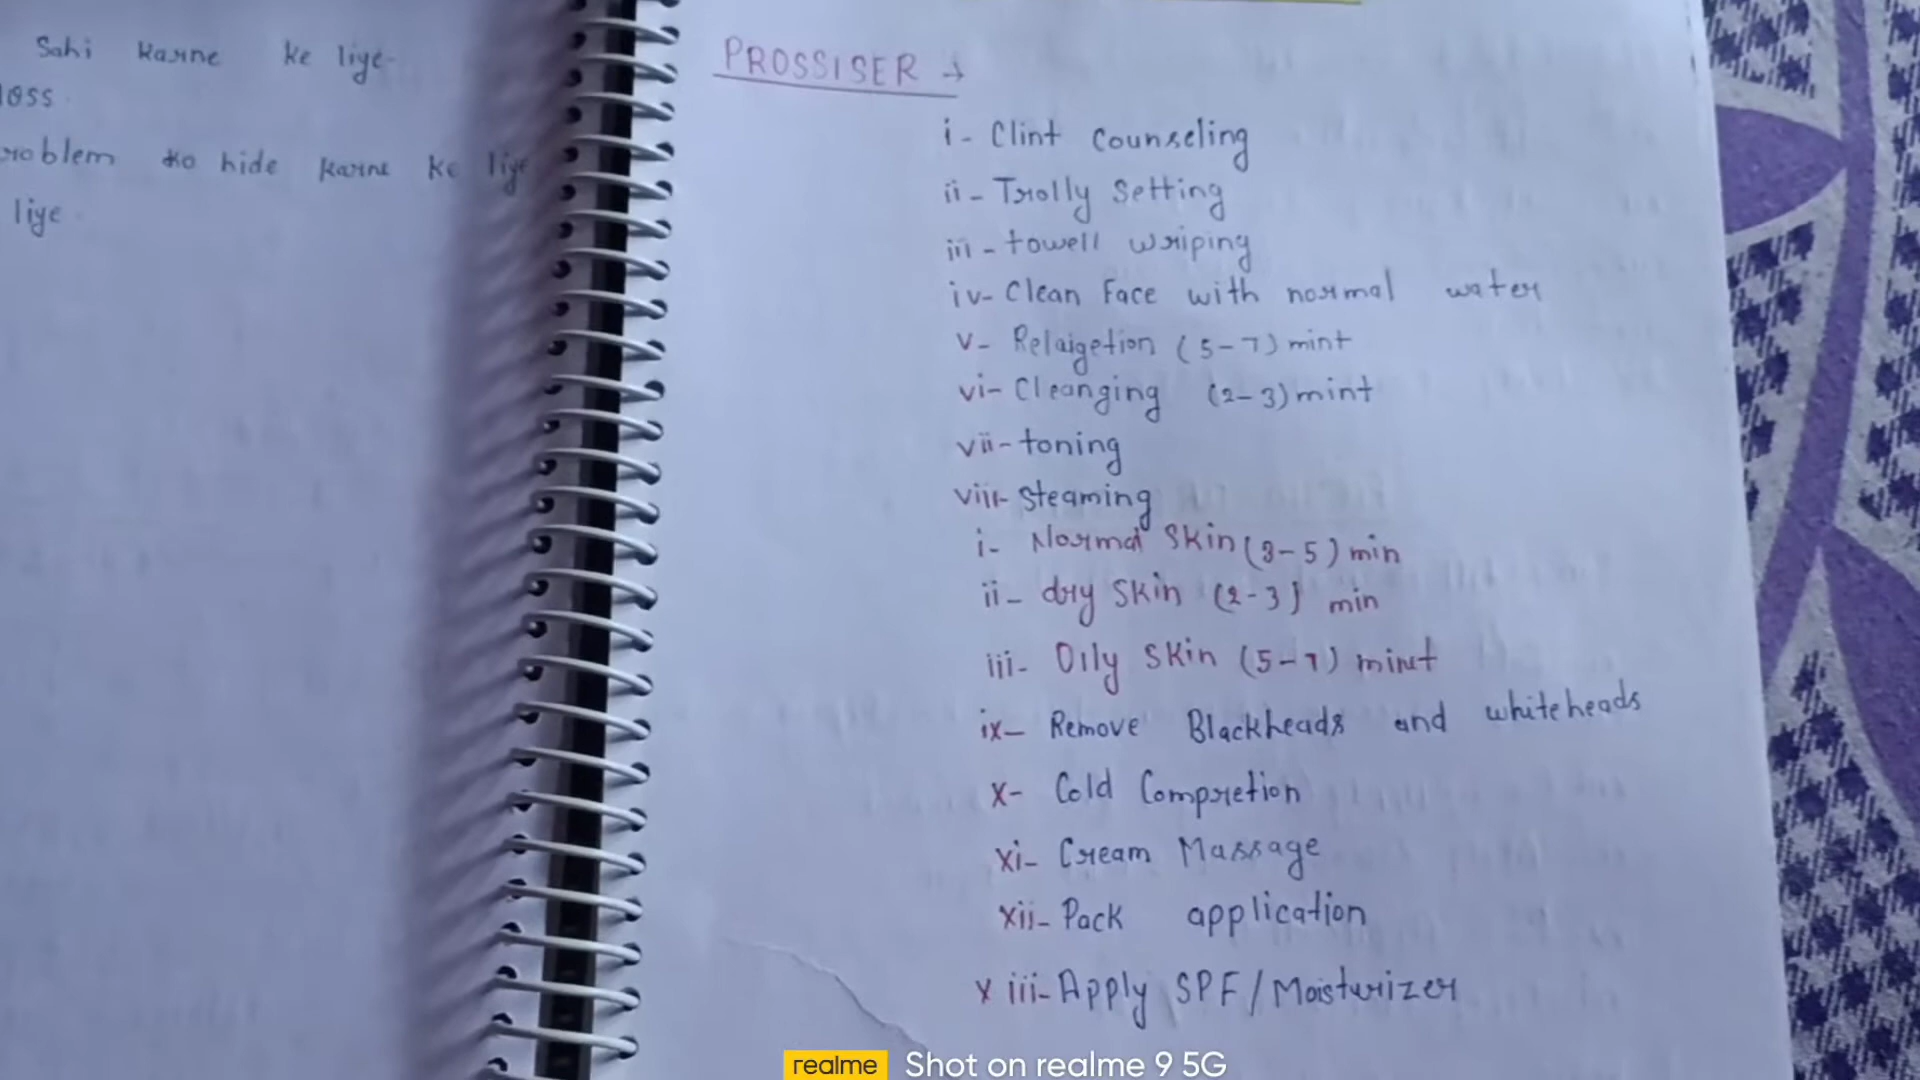 Sahi karne ke liye-
loss
roblem ko hide karne ke liye
liye
PROSSISER →
i- Clint Counseling
ii- Trolly Setting
iii- towell wriping
iv- Clean Face with normal water
v- Relaigetion (5-7) mint
vi- Cleanging (2-3) mint
vii- toning
viii- Steaming
i- Normal Skin (3-5) min
ii- dry Skin (2-3) min
iii- Oily Skin (5-7) mint
ix- Remove Blackheads and whiteheads
x- Cold Compretion
xi- Cream Massage
xii- Pack application
xiii- Apply SPF/Moisturizer
realme Shot on realme 9 5G